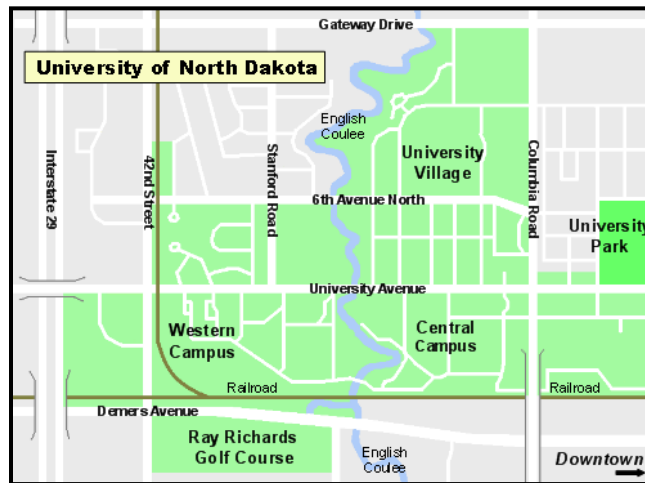 Gateway Drive
University of North Dakota
English
Coulee
University
Village
Interstate 29
42nd Street
Stanford Road
Columbia Road
6th Avenue North
University
Park
University Avenue
Western
Campus
Central
Campus
Railroad
Railroad
Demers Avenue
Ray Richards
Golf Course
English
Coulee
Downtown